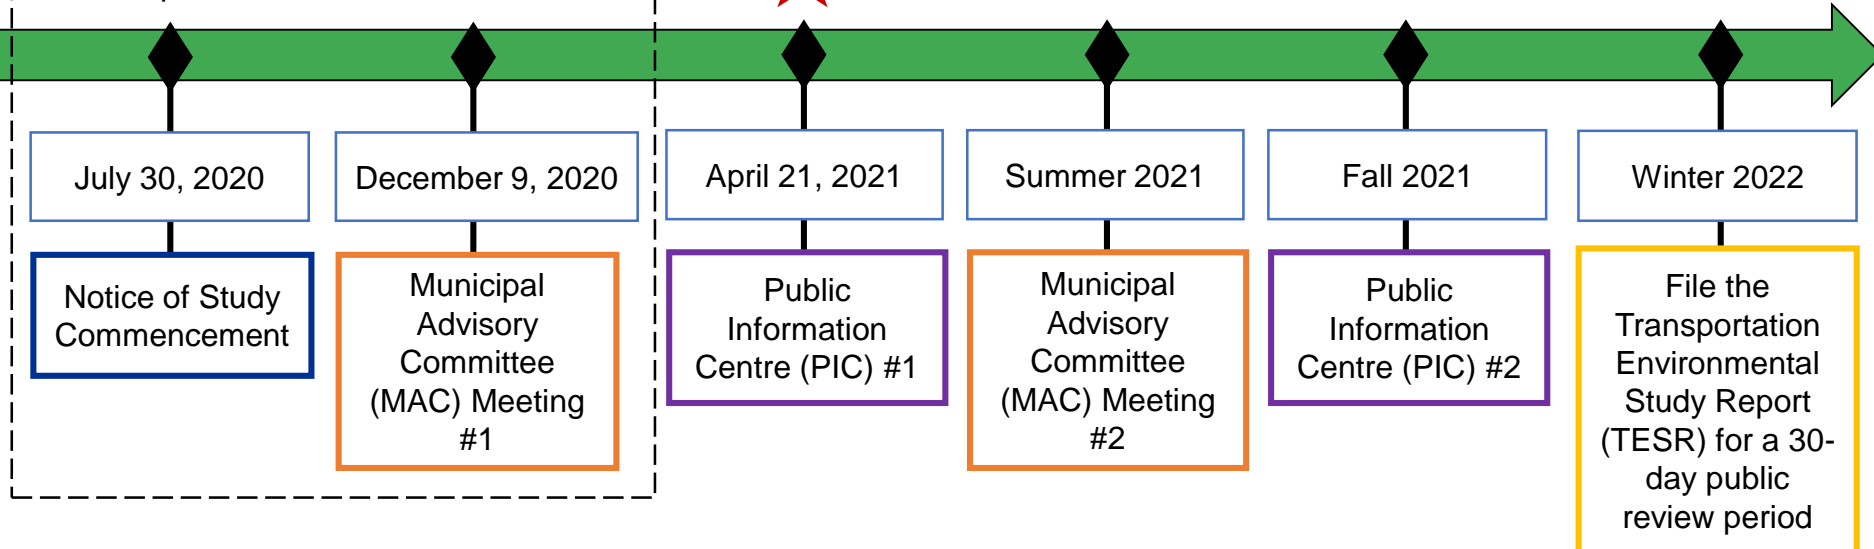 July 30, 2020
December 9, 2020
April 21, 2021
Summer 2021
Fall 2021
Winter 2022
Notice of Study
Commencement
Municipal
Advisory
Committee
(MAC) Meeting
#1
Public
Information
Centre (PIC) #1
Municipal
Advisory
Committee
(MAC) Meeting
#2
Public
Information
Centre (PIC) #2
File the
Transportation
Environmental
Study Report
(TESR) for a 30-
day public
review period